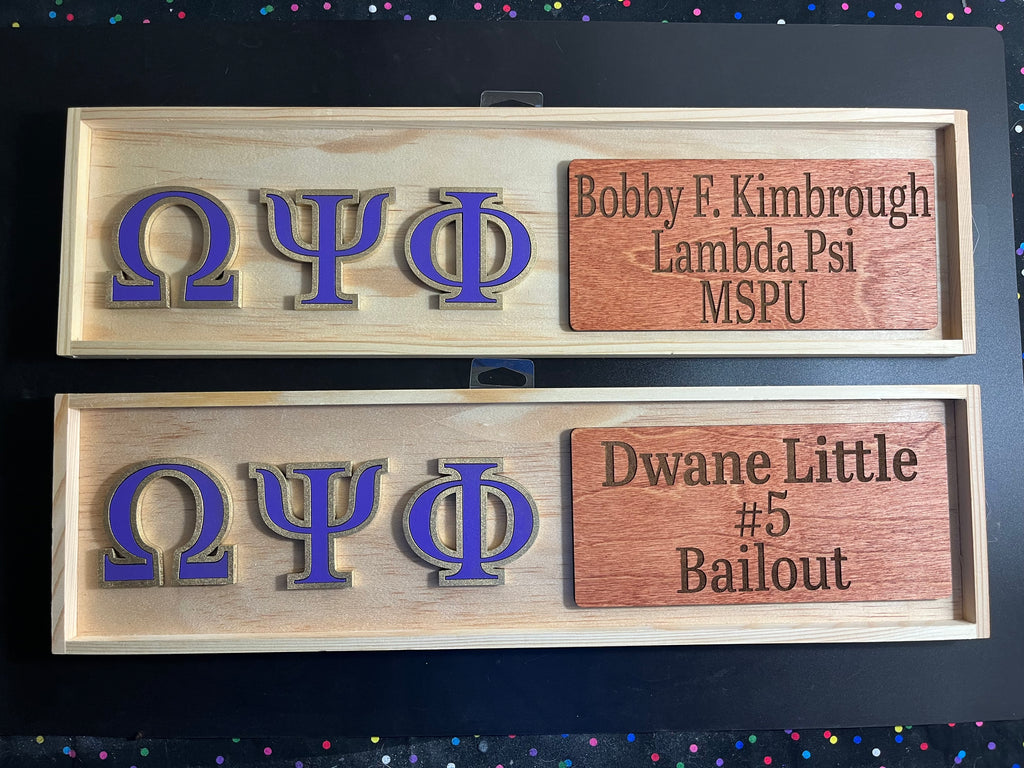 ΩΨΦ
Bobby F. Kimbrough
Lambda Psi
MSPU
ΩΨΦ
Dwane Little
#5
Bailout